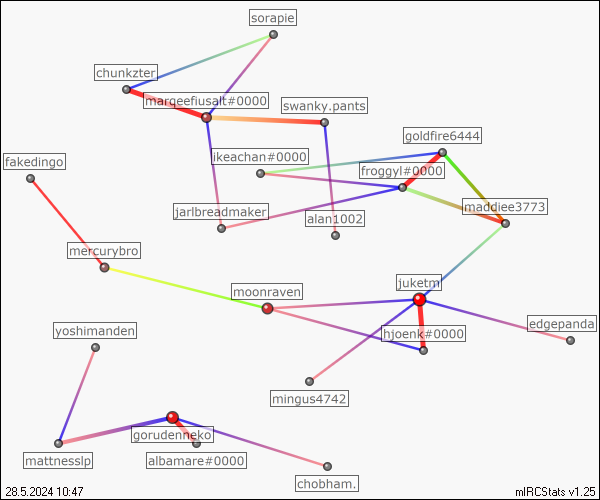 sorapie
chunkzter
marqeefiusalt#0000
swanky.pants
goldfire6444
fakedingo
ikeachan#0000
froggyl#0000
jarlbreadmaker
alan1002
maddiee3773
mercurybro
moonraven
juketm
yoshimanden
hjoenk#0000
edgepanda
mingus4742
gorudenneko
mattnesslp
albamare#0000
chobham.
28.5.2024 10:47
mIRCStats v1.25